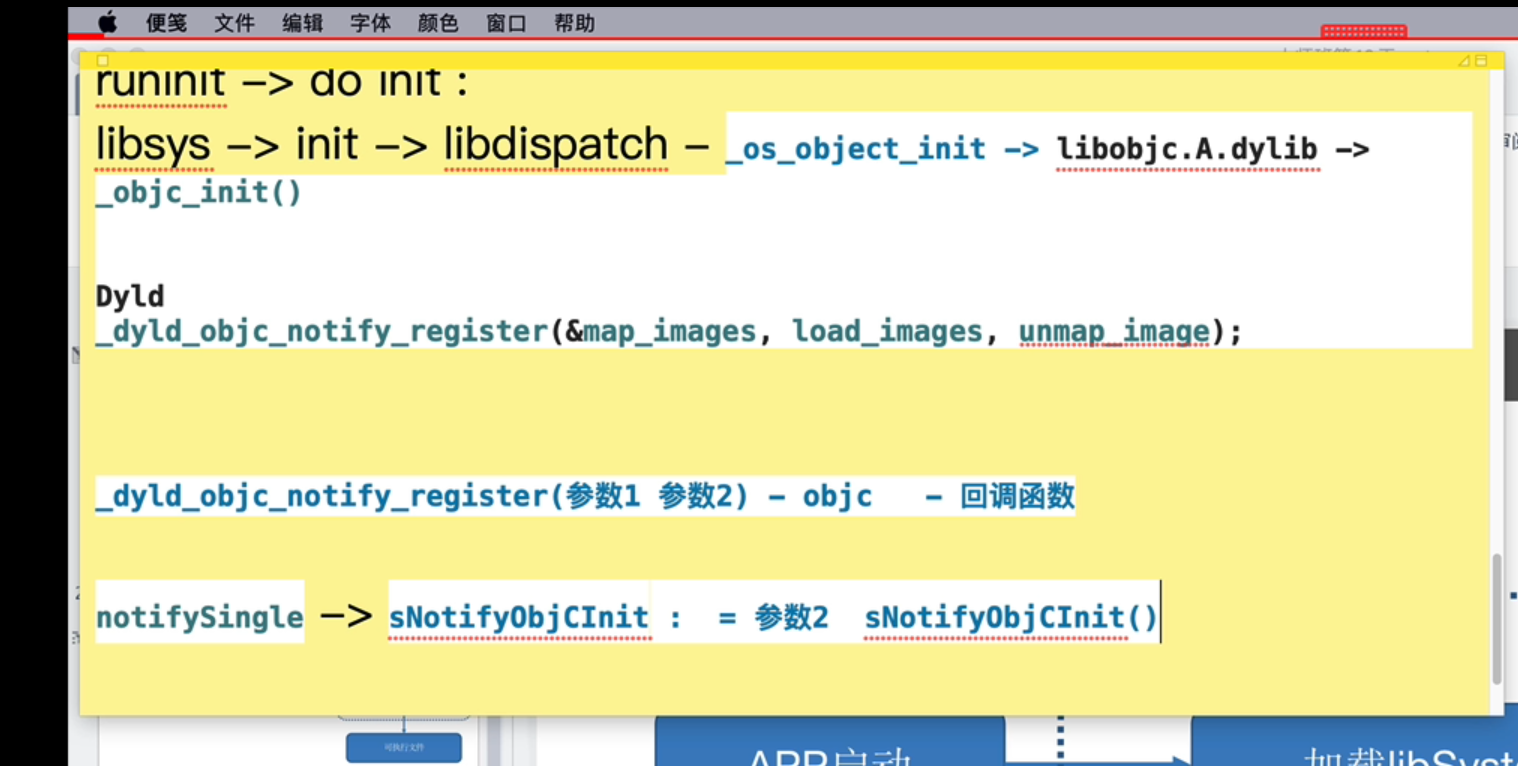 便笺 文件 编辑 字体 颜色 窗口 帮助
runinit —> do init :
libsys —> init —> libdispatch – _os_object_init —> libobjc.A.dylib —>
_objc_init()
Dyld
_dyld_objc_notify_register(&map_images, load_images, unmap_image);
_dyld_objc_notify_register(参数1 参数2) – objc – 回调函数
notifySingle —> sNotifyObjCInit : = 参数2 sNotifyObjCInit()
可执行文件
APP启动
加载libSyst